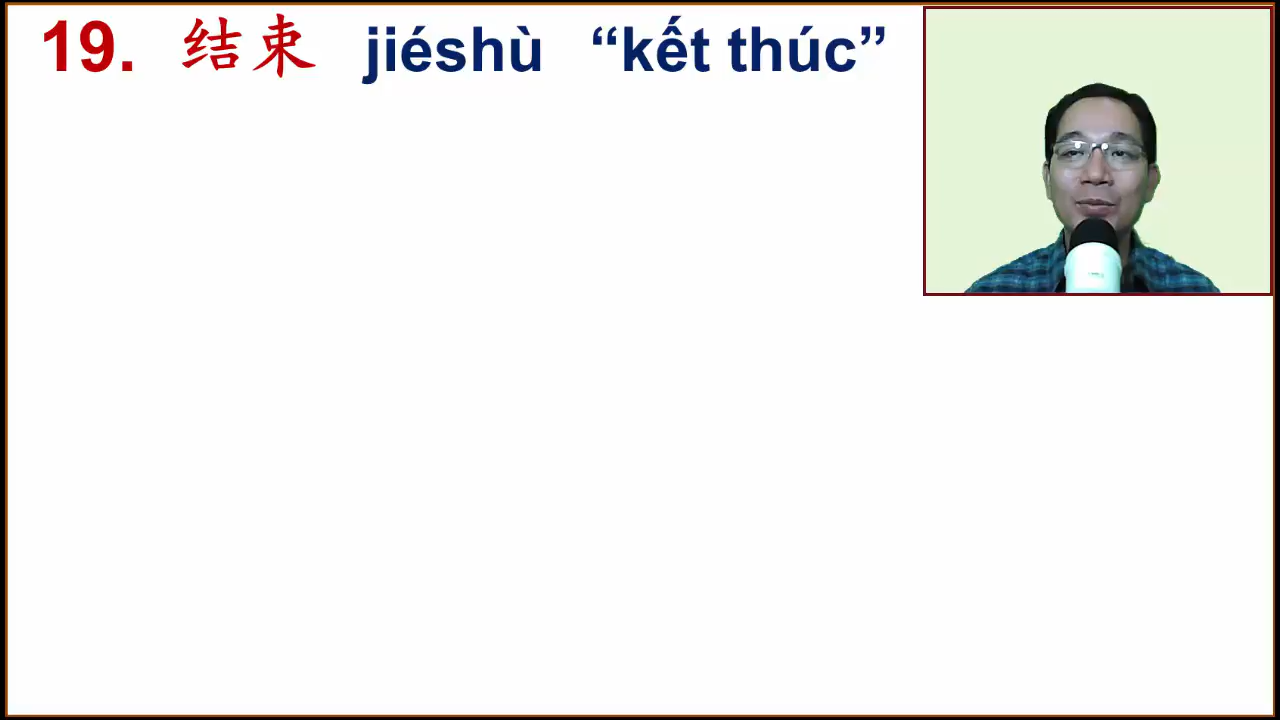 19. 结束 jiéshù “kết thúc”